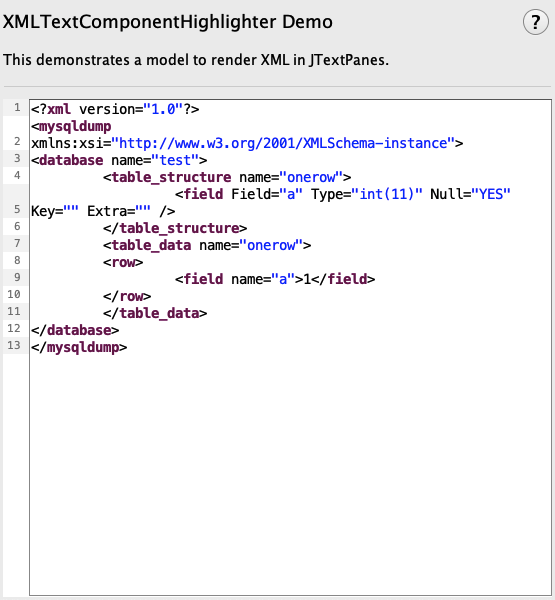 XMLTextComponentHighlighter Demo
?
This demonstrates a model to render XML in JTextPanes.
1 <?xml version="1.0"?>
<mysqldump
2 xmlns:xsi="http://www.w3.org/2001/XMLSchema-instance">
3 <database name="test">
4 <table_structure name="onerow">
<field Field="a" Type="int(11)" Null="YES"
5 Key="" Extra="" />
6 </table_structure>
7 <table_data name="onerow">
8 <row>
9 <field name="a">1</field>
10 </row>
11 </table_data>
12 </database>
13 </mysqldump>